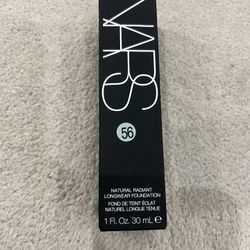 NARS
56
NATURAL RADIANT
LONGWEAR FOUNDATION
FOND DE TEINT ÉCLAT
NATUREL LONGUE TENUE
1 Fl. Oz. 30 mL e